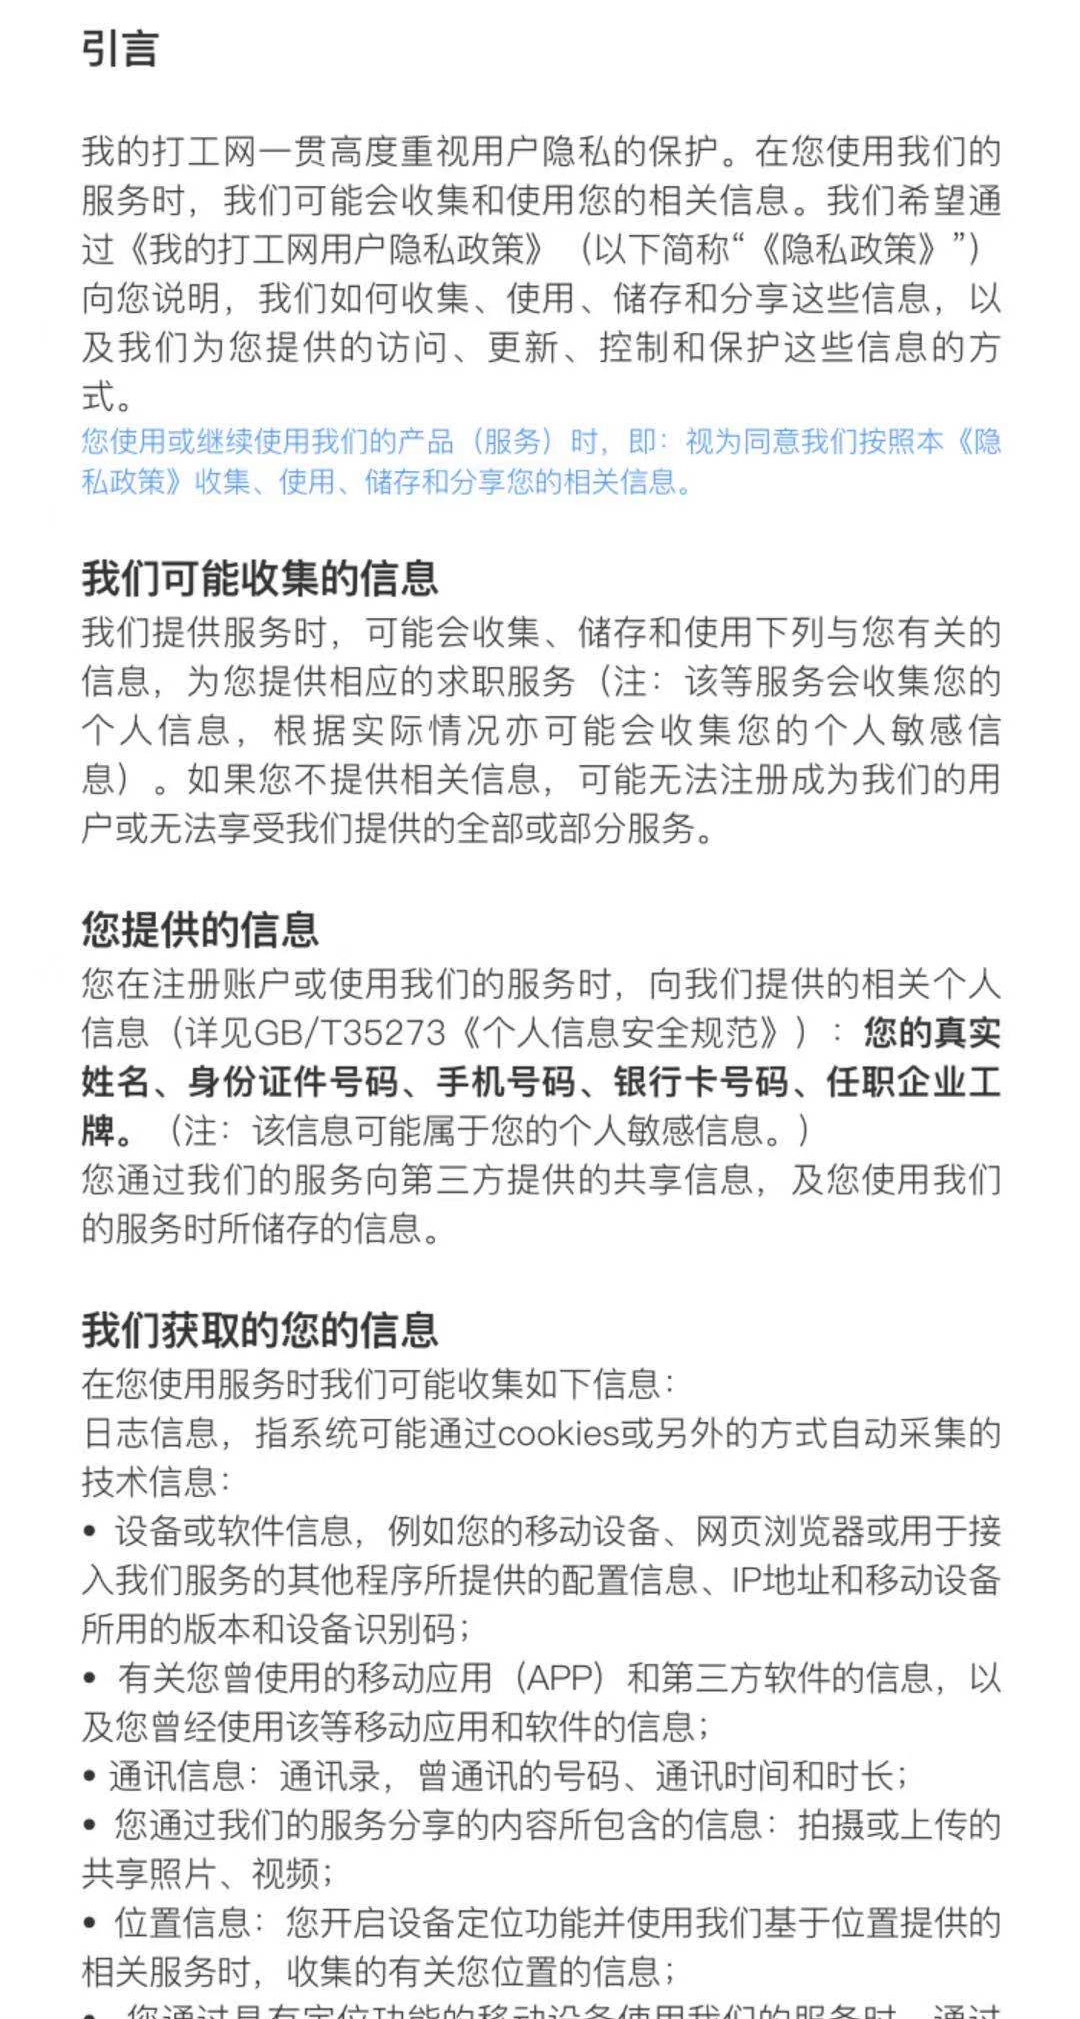 引言
我的打工网一贯高度重视用户隐私的保护。在您使用我们的
服务时，我们可能会收集和使用您的相关信息。我们希望通
过《我的打工网用户隐私政策》（以下简称“《隐私政策》”）
向您说明，我们如何收集、使用、储存和分享这些信息，以
及我们为您提供的访问、更新、控制和保护这些信息的方
式。
您使用或继续使用我们的产品（服务）时，即：视为同意我们按照本《隐
私政策》收集、使用、储存和分享您的相关信息。
我们可能收集的信息
我们提供服务时，可能会收集、储存和使用下列与您有关的
信息，为您提供相应的求职服务（注：该等服务会收集您的
个人信息，根据实际情况亦可能会收集您的个人敏感信
息）。如果您不提供相关信息，可能无法注册成为我们的用
户或无法享受我们提供的全部或部分服务。
您提供的信息
您在注册账户或使用我们的服务时，向我们提供的相关个人
信息（详见GB/T35273《个人信息安全规范》）：您的真实
姓名、身份证件号码、手机号码、银行卡号码、任职企业工
牌。（注：该信息可能属于您的个人敏感信息。）
您通过我们的服务向第三方提供的共享信息，及您使用我们
的服务时所储存的信息。
我们获取的您的信息
在您使用服务时我们可能收集如下信息：
日志信息，指系统可能通过cookies或另外的方式自动采集的
技术信息：
• 设备或软件信息，例如您的移动设备、网页浏览器或用于接
入我们服务的其他程序所提供的配置信息、IP地址和移动设备
所用的版本和设备识别码；
• 有关您曾使用的移动应用（APP）和第三方软件的信息，以
及您曾经使用该等移动应用和软件的信息；
• 通讯信息：通讯录，曾通讯的号码、通讯时间和时长；
• 您通过我们的服务分享的内容所包含的信息：拍摄或上传的
共享照片、视频；
• 位置信息：您开启设备定位功能并使用我们基于位置提供的
相关服务时，收集的有关您位置的信息；
• 您通过具有定位功能的移动设备使用我们的服务时，通过